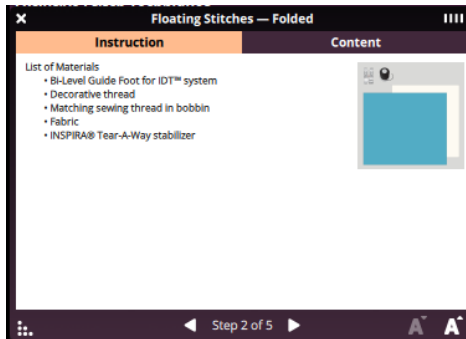 Floating Stitches — Folded
Instruction
Content
List of Materials
• Bi-Level Guide Foot for IDT™ system
• Decorative thread
• Matching sewing thread in bobbin
• Fabric
• INSPIRA® Tear-A-Way stabilizer
Step 2 of 5
A
A